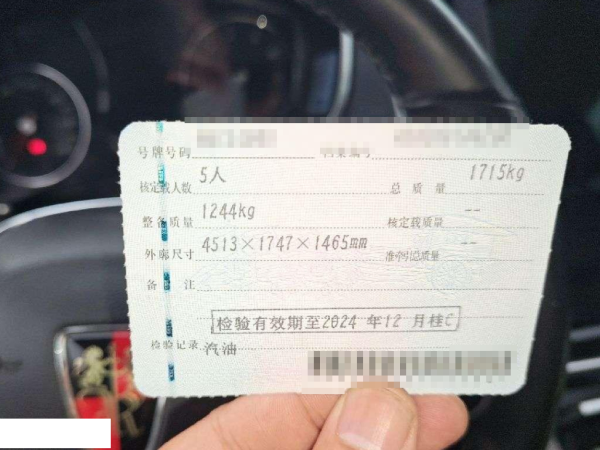 号牌号码 档案编号
核定载人数 5人 总质量 1715kg
整备质量 1244kg 核定载质量 --
外廓尺寸 4513×1747×1465mm 准牵引总质量 --
备注
检验有效期至2024 年12 月桂C
检验记录 汽油